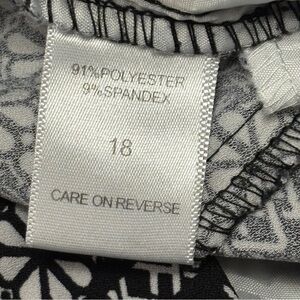 91%POLYESTER
9%SPANDEX
18
CARE ON REVERSE